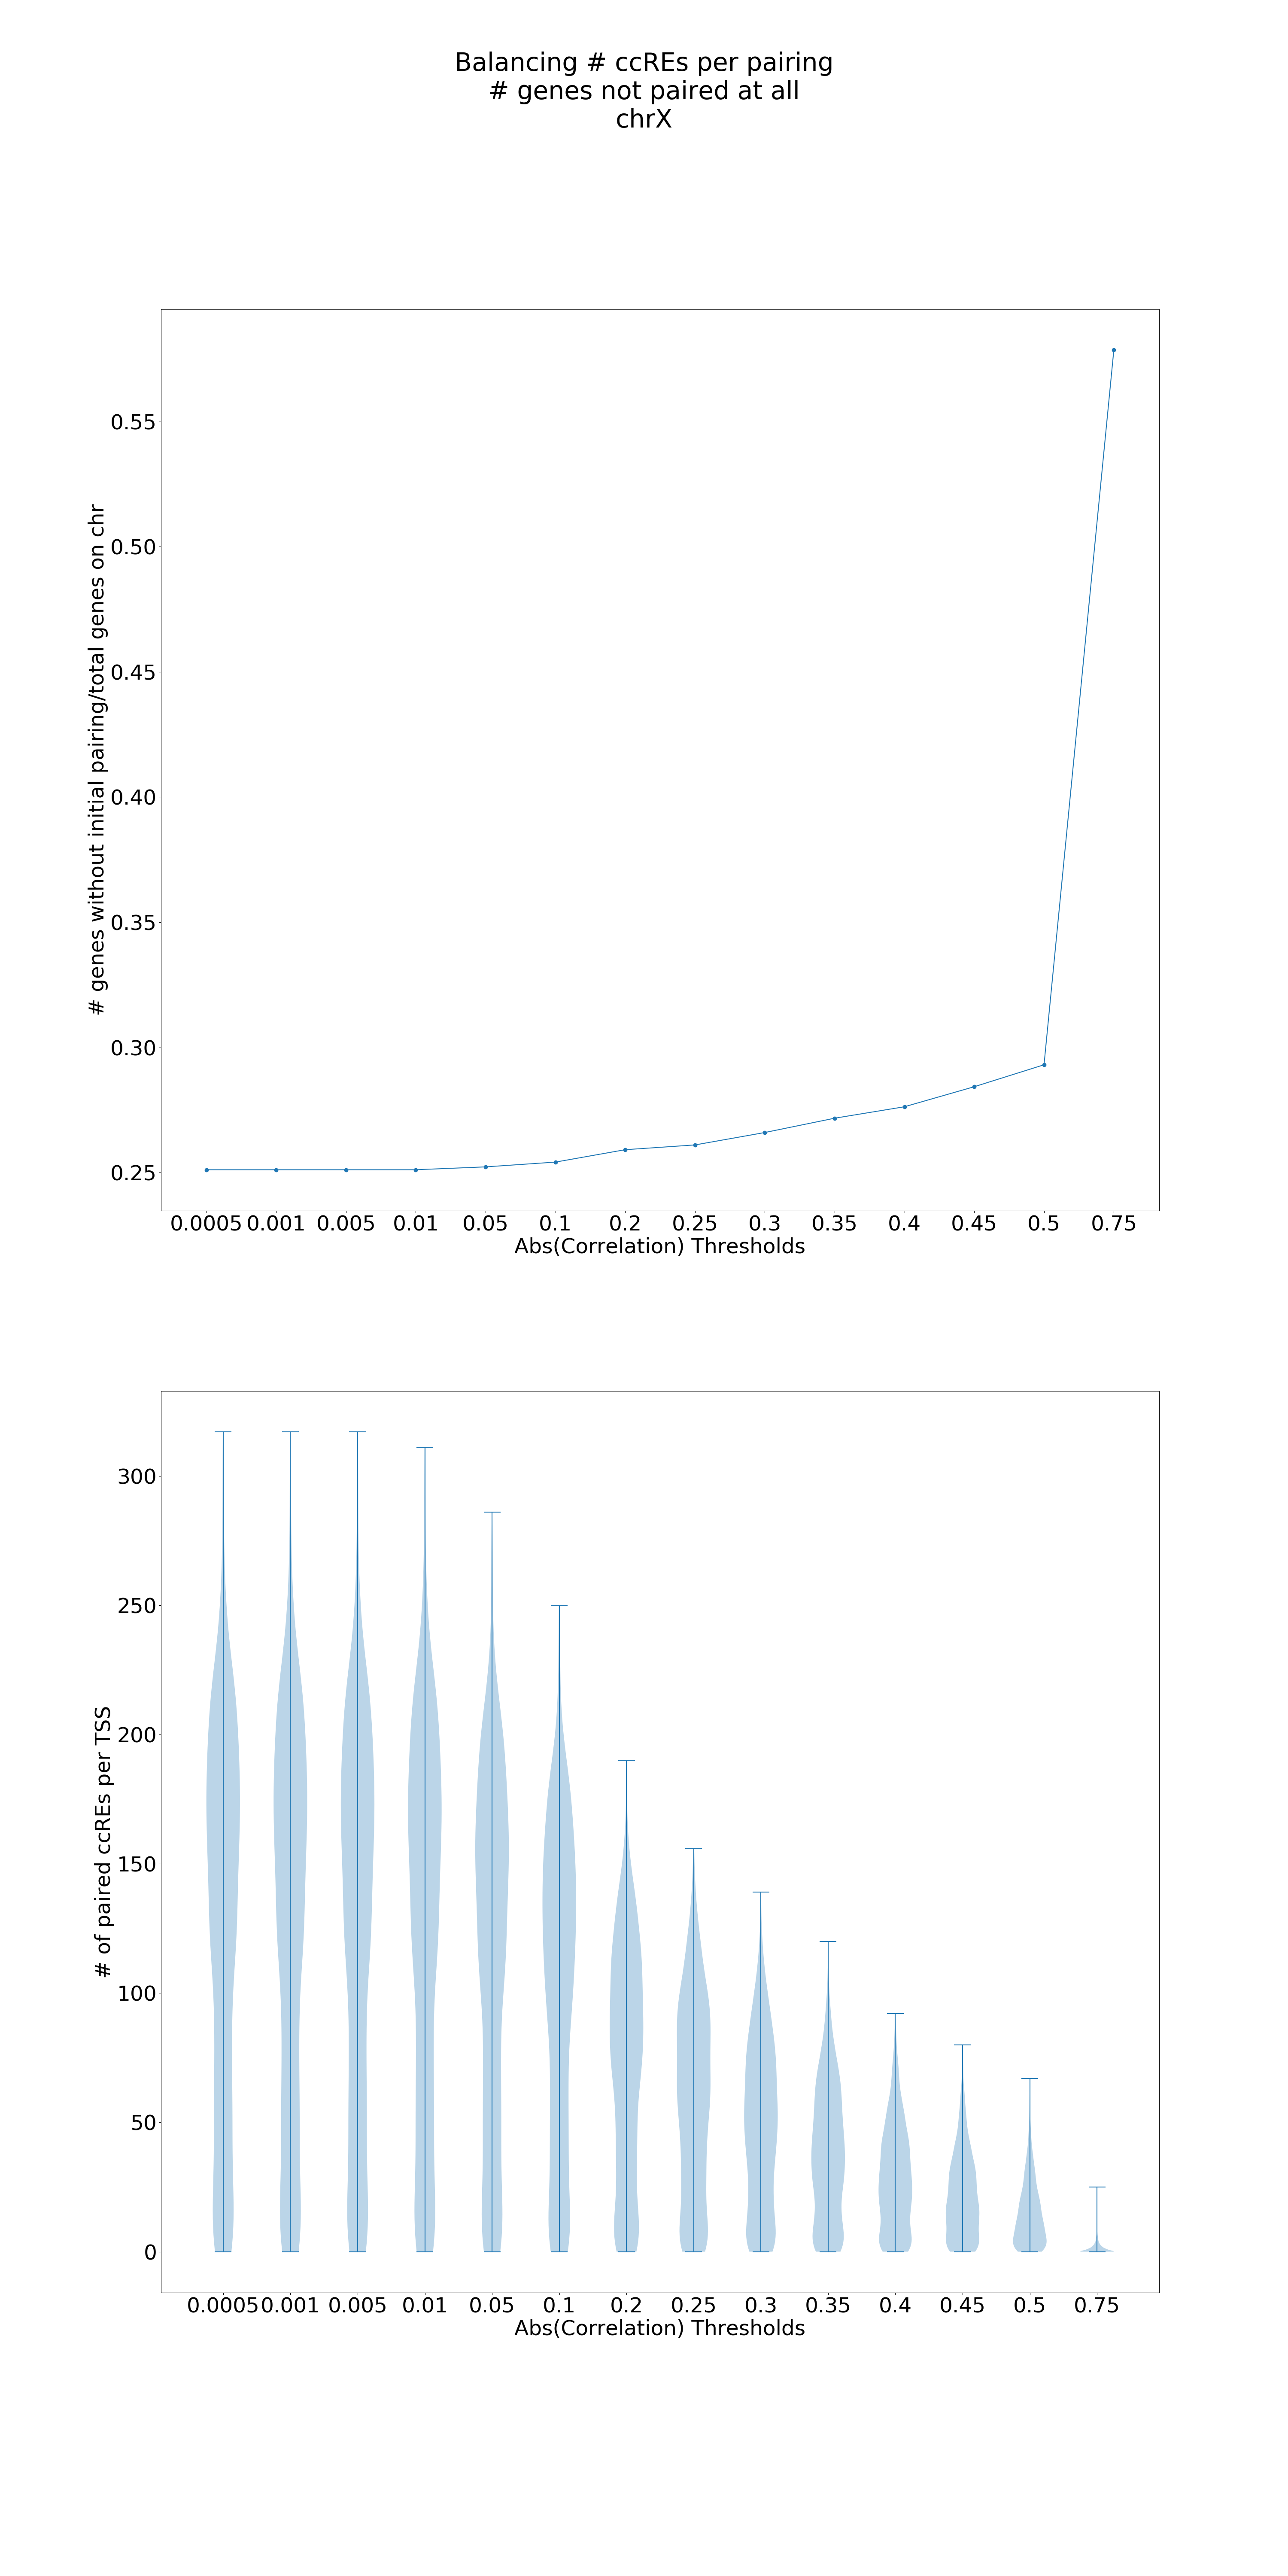 Balancing # ccREs per pairing
# genes not paired at all
chrX
# genes without initial pairing/total genes on chr
0.55
0.50
0.45
0.40
0.35
0.30
0.25
0.0005 0.001 0.005 0.01 0.05 0.1 0.2 0.25 0.3 0.35 0.4 0.45 0.5 0.75
Abs(Correlation) Thresholds
# of paired ccREs per TSS
300
250
200
150
100
50
0
0.0005 0.001 0.005 0.01 0.05 0.1 0.2 0.25 0.3 0.35 0.4 0.45 0.5 0.75
Abs(Correlation) Thresholds